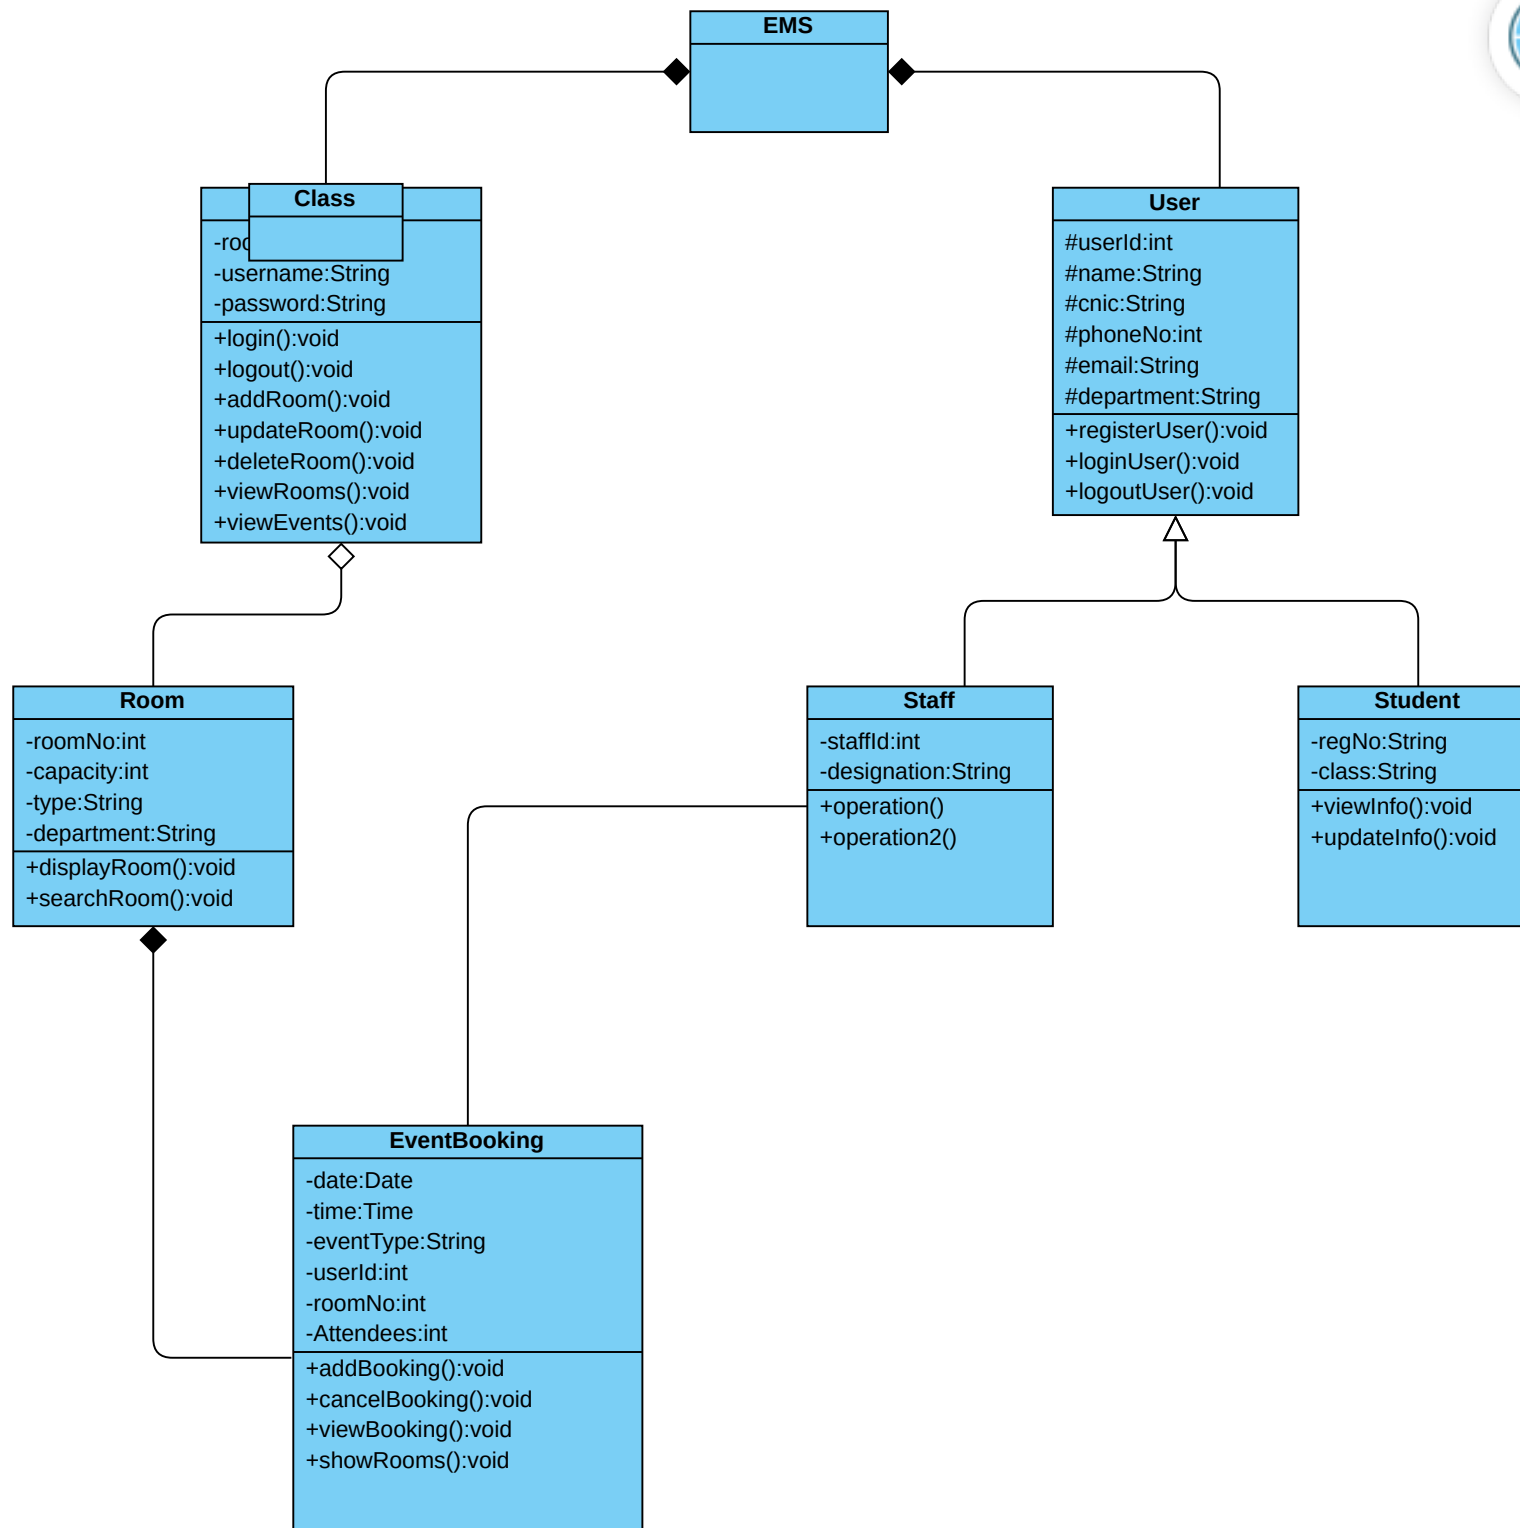 EMS
Class
-username:String
-password:String
+login():void
+logout():void
+addRoom():void
+updateRoom():void
+deleteRoom():void
+viewRooms():void
+viewEvents():void
User
#userId:int
#name:String
#cnic:String
#phoneNo:int
#email:String
#department:String
+registerUser():void
+loginUser():void
+logoutUser():void
Room
-roomNo:int
-capacity:int
-type:String
-department:String
+displayRoom():void
+searchRoom():void
Staff
-staffId:int
-designation:String
+operation()
+operation2()
Student
-regNo:String
-class:String
+viewInfo():void
+updateInfo():void
EventBooking
-date:Date
-time:Time
-eventType:String
-userId:int
-roomNo:int
-Attendees:int
+addBooking():void
+cancelBooking():void
+viewBooking():void
+showRooms():void